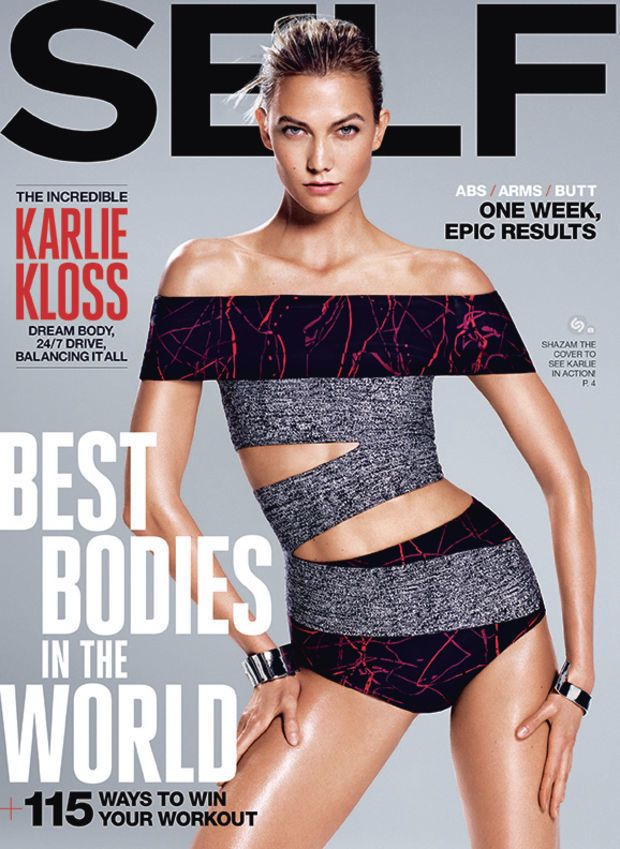 SELF
THE INCREDIBLE
KARLIE
KLOSS
DREAM BODY,
24/7 DRIVE,
BALANCING IT ALL
ABS / ARMS / BUTT
ONE WEEK,
EPIC RESULTS
SHAZAM THE
COVER TO
SEE KARLIE
IN ACTION!
P. 4
BEST
BODIES
IN THE
WORLD
+115 WAYS TO WIN
YOUR WORKOUT